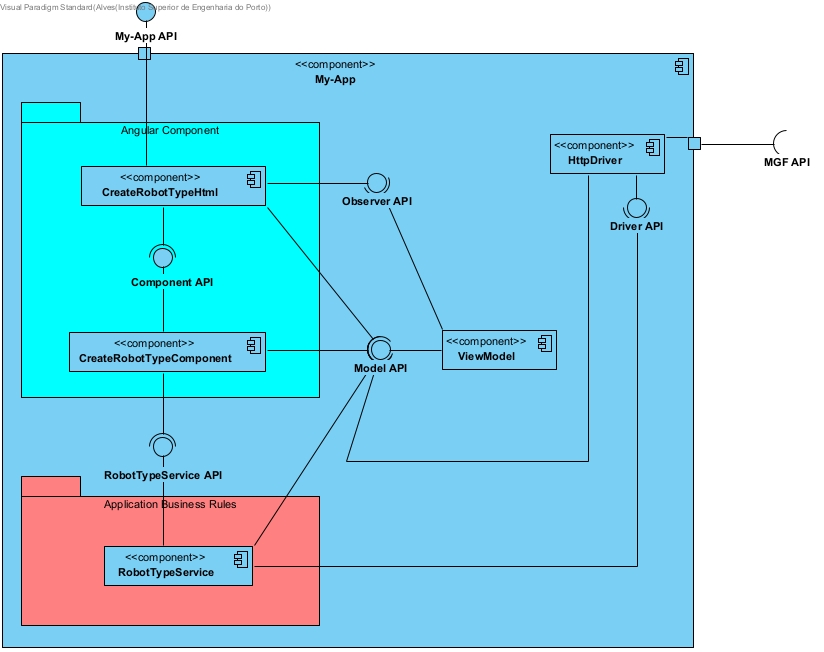 Visual Paradigm Standard(Alves(Instituto Superior de Engenharia do Porto))
My-App API
<<component>>
My-App
Angular Component
<<component>>
HttpDriver
MGF API
<<component>>
CreateRobotTypeHtml
Observer API
Driver API
Component API
<<component>>
CreateRobotTypeComponent
<<component>>
ViewModel
Model API
RobotTypeService API
Application Business Rules
<<component>>
RobotTypeService